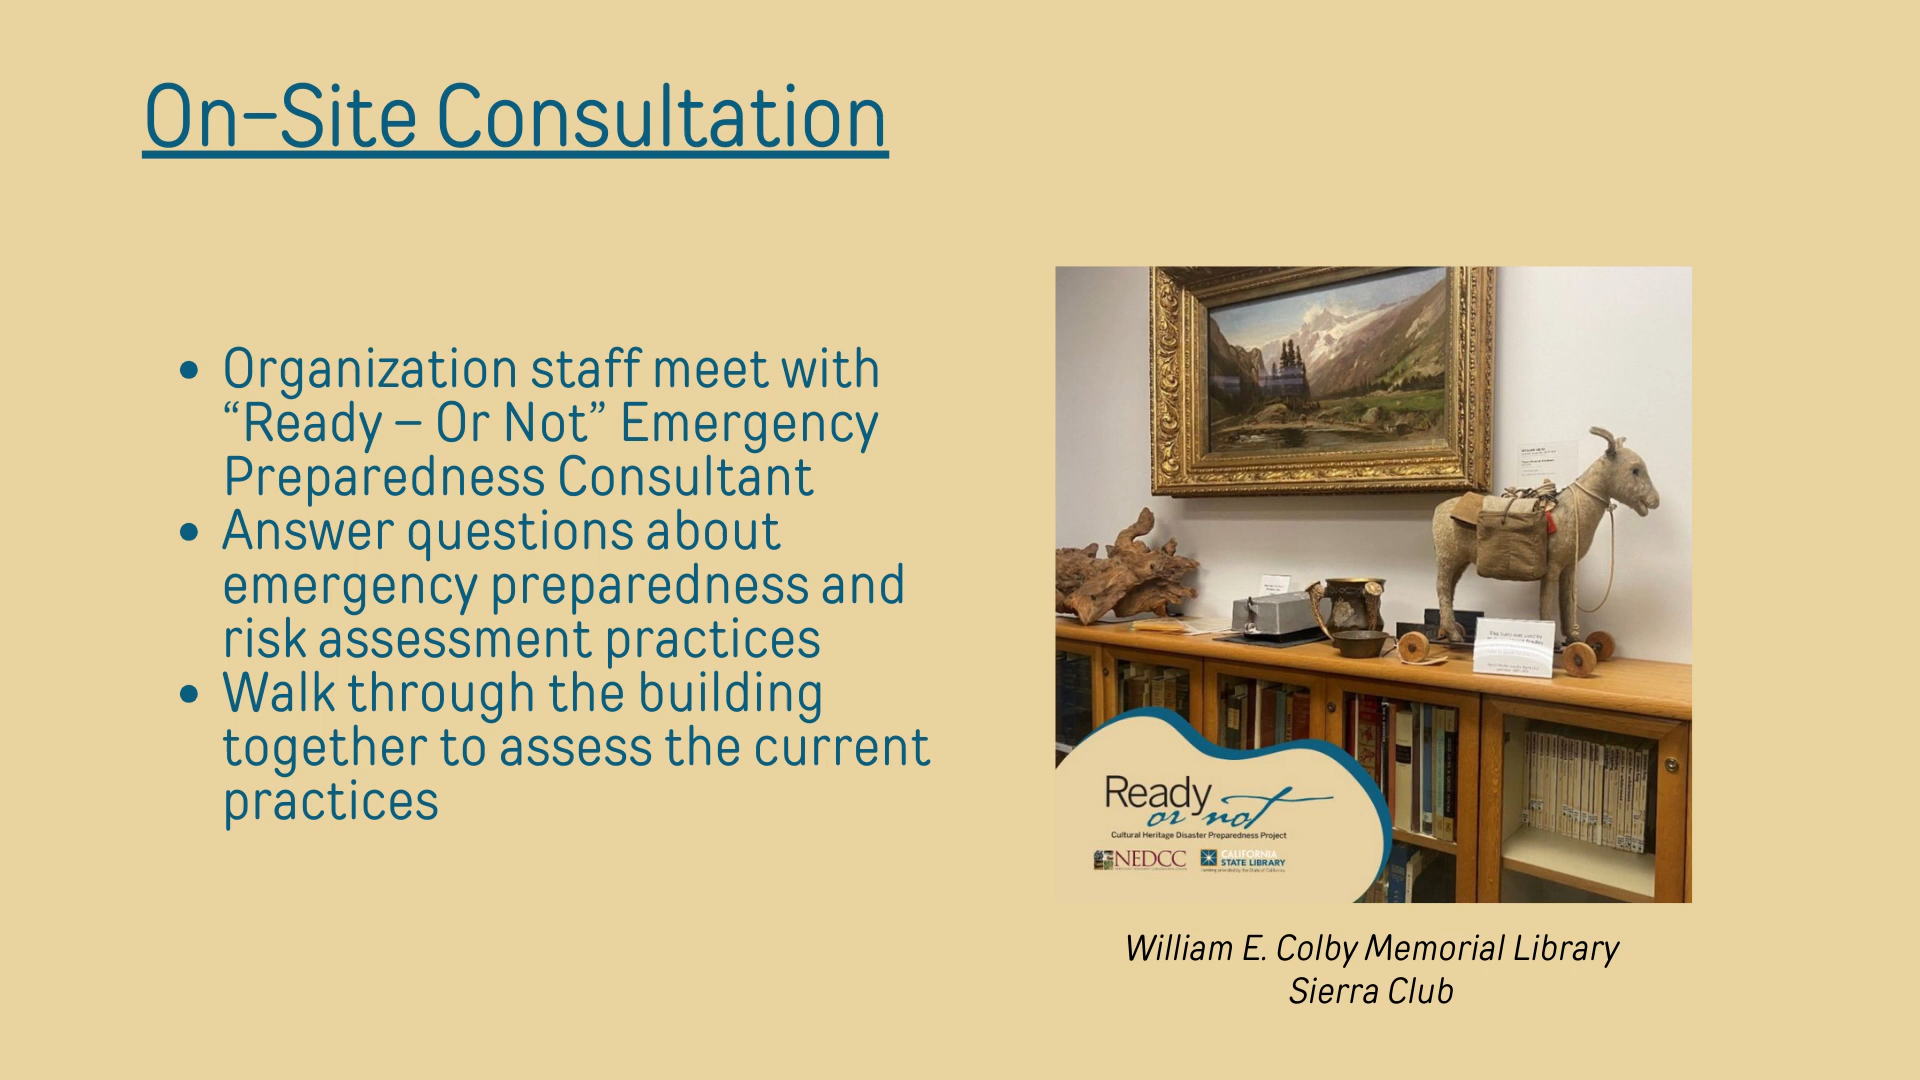 On-Site Consultation
• Organization staff meet with
“Ready – Or Not” Emergency
Preparedness Consultant
• Answer questions about
emergency preparedness and
risk assessment practices
• Walk through the building
together to assess the current
practices
Ready
or not
Cultural Heritage Disaster Preparedness Project
NEDCC
CALIFORNIA
STATE LIBRARY
William E. Colby Memorial Library
Sierra Club